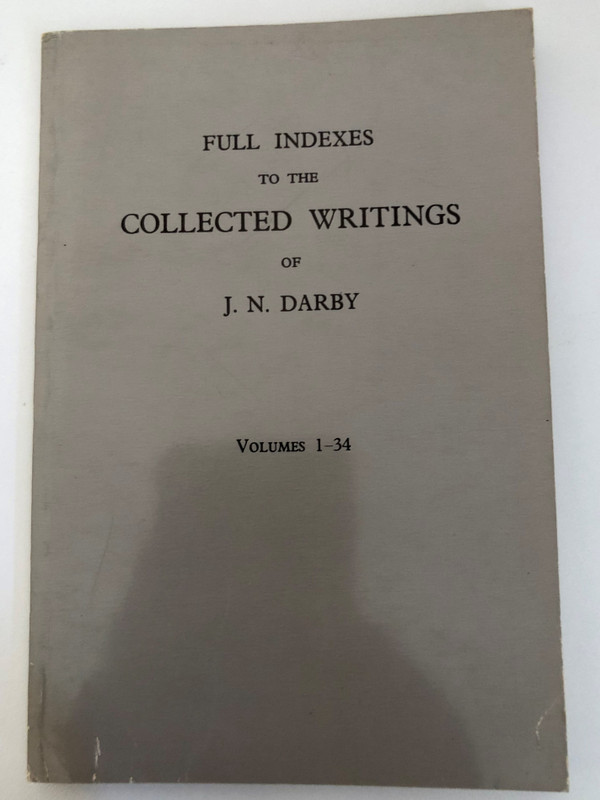 FULL INDEXES
TO THE
COLLECTED WRITINGS
OF
J. N. DARBY
VOLUMES 1–34